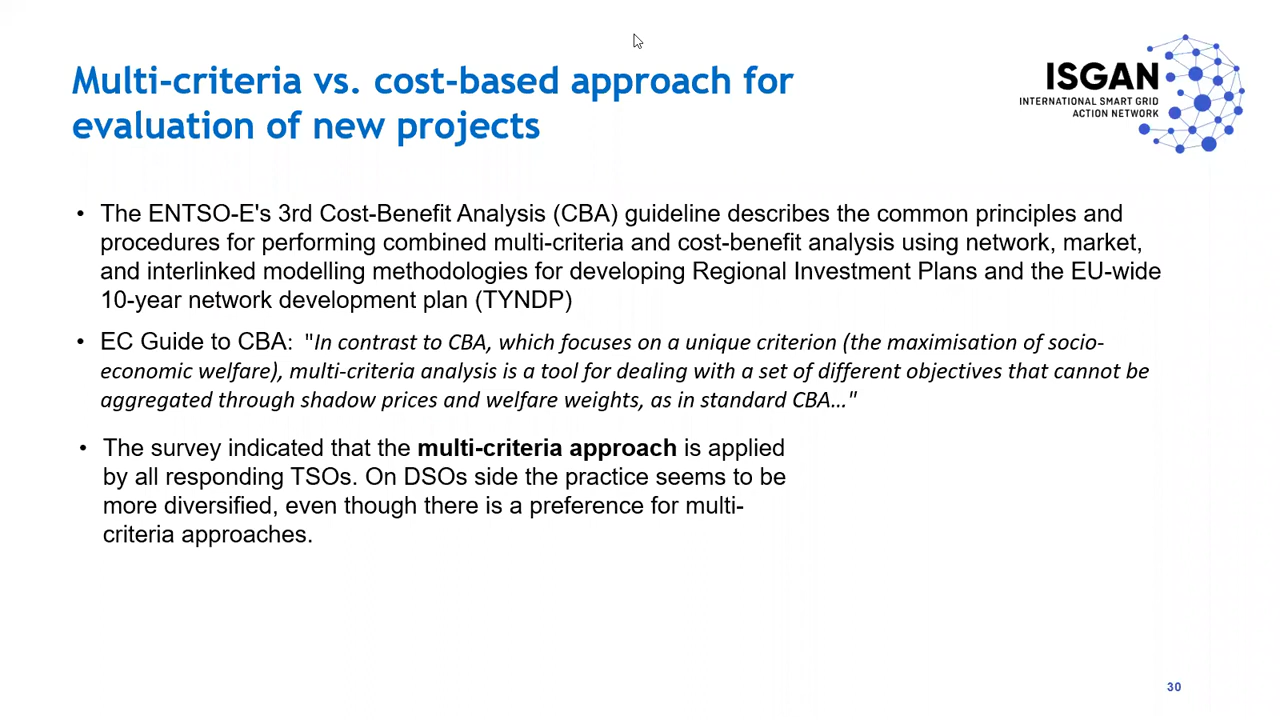 Multi-criteria vs. cost-based approach for
evaluation of new projects
ISGAN
INTERNATIONAL SMART GRID
ACTION NETWORK
• The ENTSO-E's 3rd Cost-Benefit Analysis (CBA) guideline describes the common principles and
procedures for performing combined multi-criteria and cost-benefit analysis using network, market,
and interlinked modelling methodologies for developing Regional Investment Plans and the EU-wide
10-year network development plan (TYNDP)
• EC Guide to CBA: "In contrast to CBA, which focuses on a unique criterion (the maximisation of socio-
economic welfare), multi-criteria analysis is a tool for dealing with a set of different objectives that cannot be
aggregated through shadow prices and welfare weights, as in standard CBA…"
• The survey indicated that the multi-criteria approach is applied
by all responding TSOs. On DSOs side the practice seems to be
more diversified, even though there is a preference for multi-
criteria approaches.
30